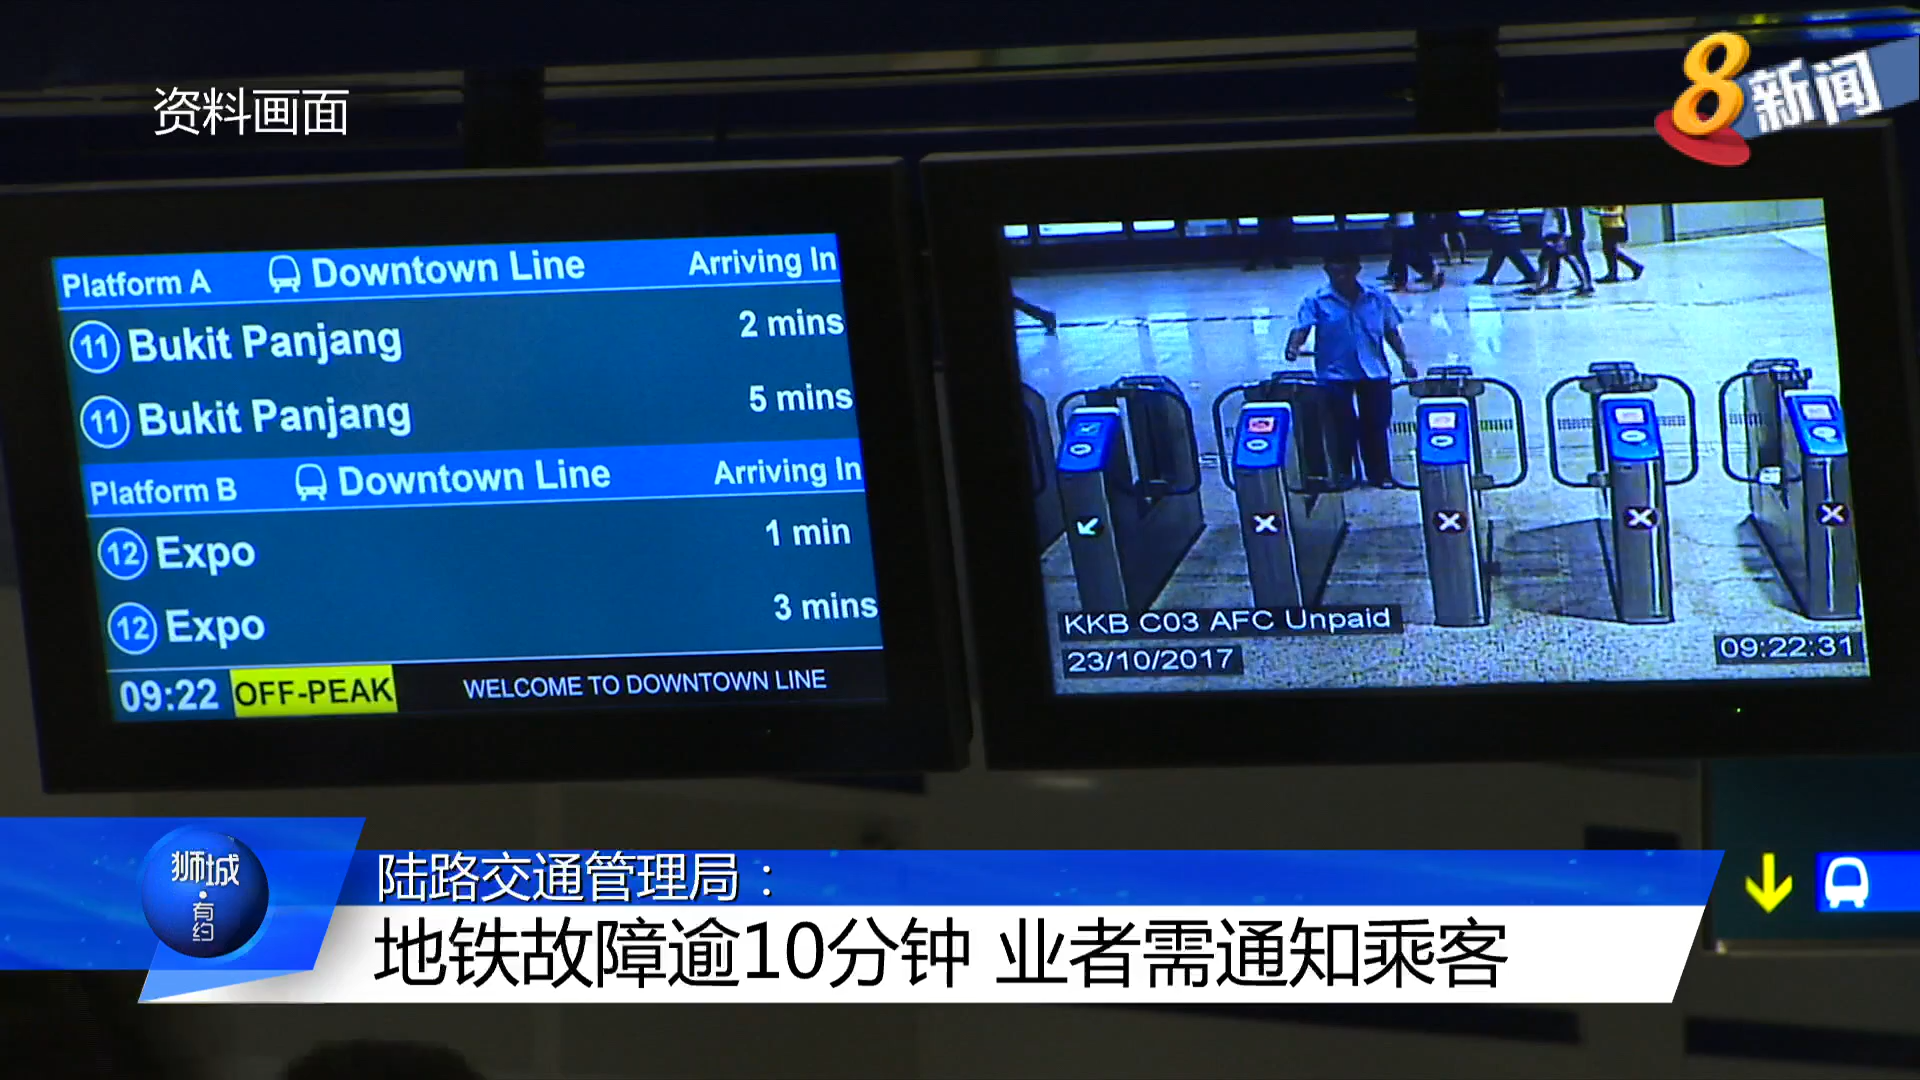 资料画面
8新闻
Platform A Downtown Line Arriving In
11 Bukit Panjang 2 mins
11 Bukit Panjang 5 mins
Platform B Downtown Line Arriving In
12 Expo 1 min
12 Expo 3 mins
09:22 OFF-PEAK WELCOME TO DOWNTOWN LINE
KKB C03 AFC Unpaid
23/10/2017 09:22:31
狮城
有约
陆路交通管理局：
地铁故障逾10分钟 业者需通知乘客